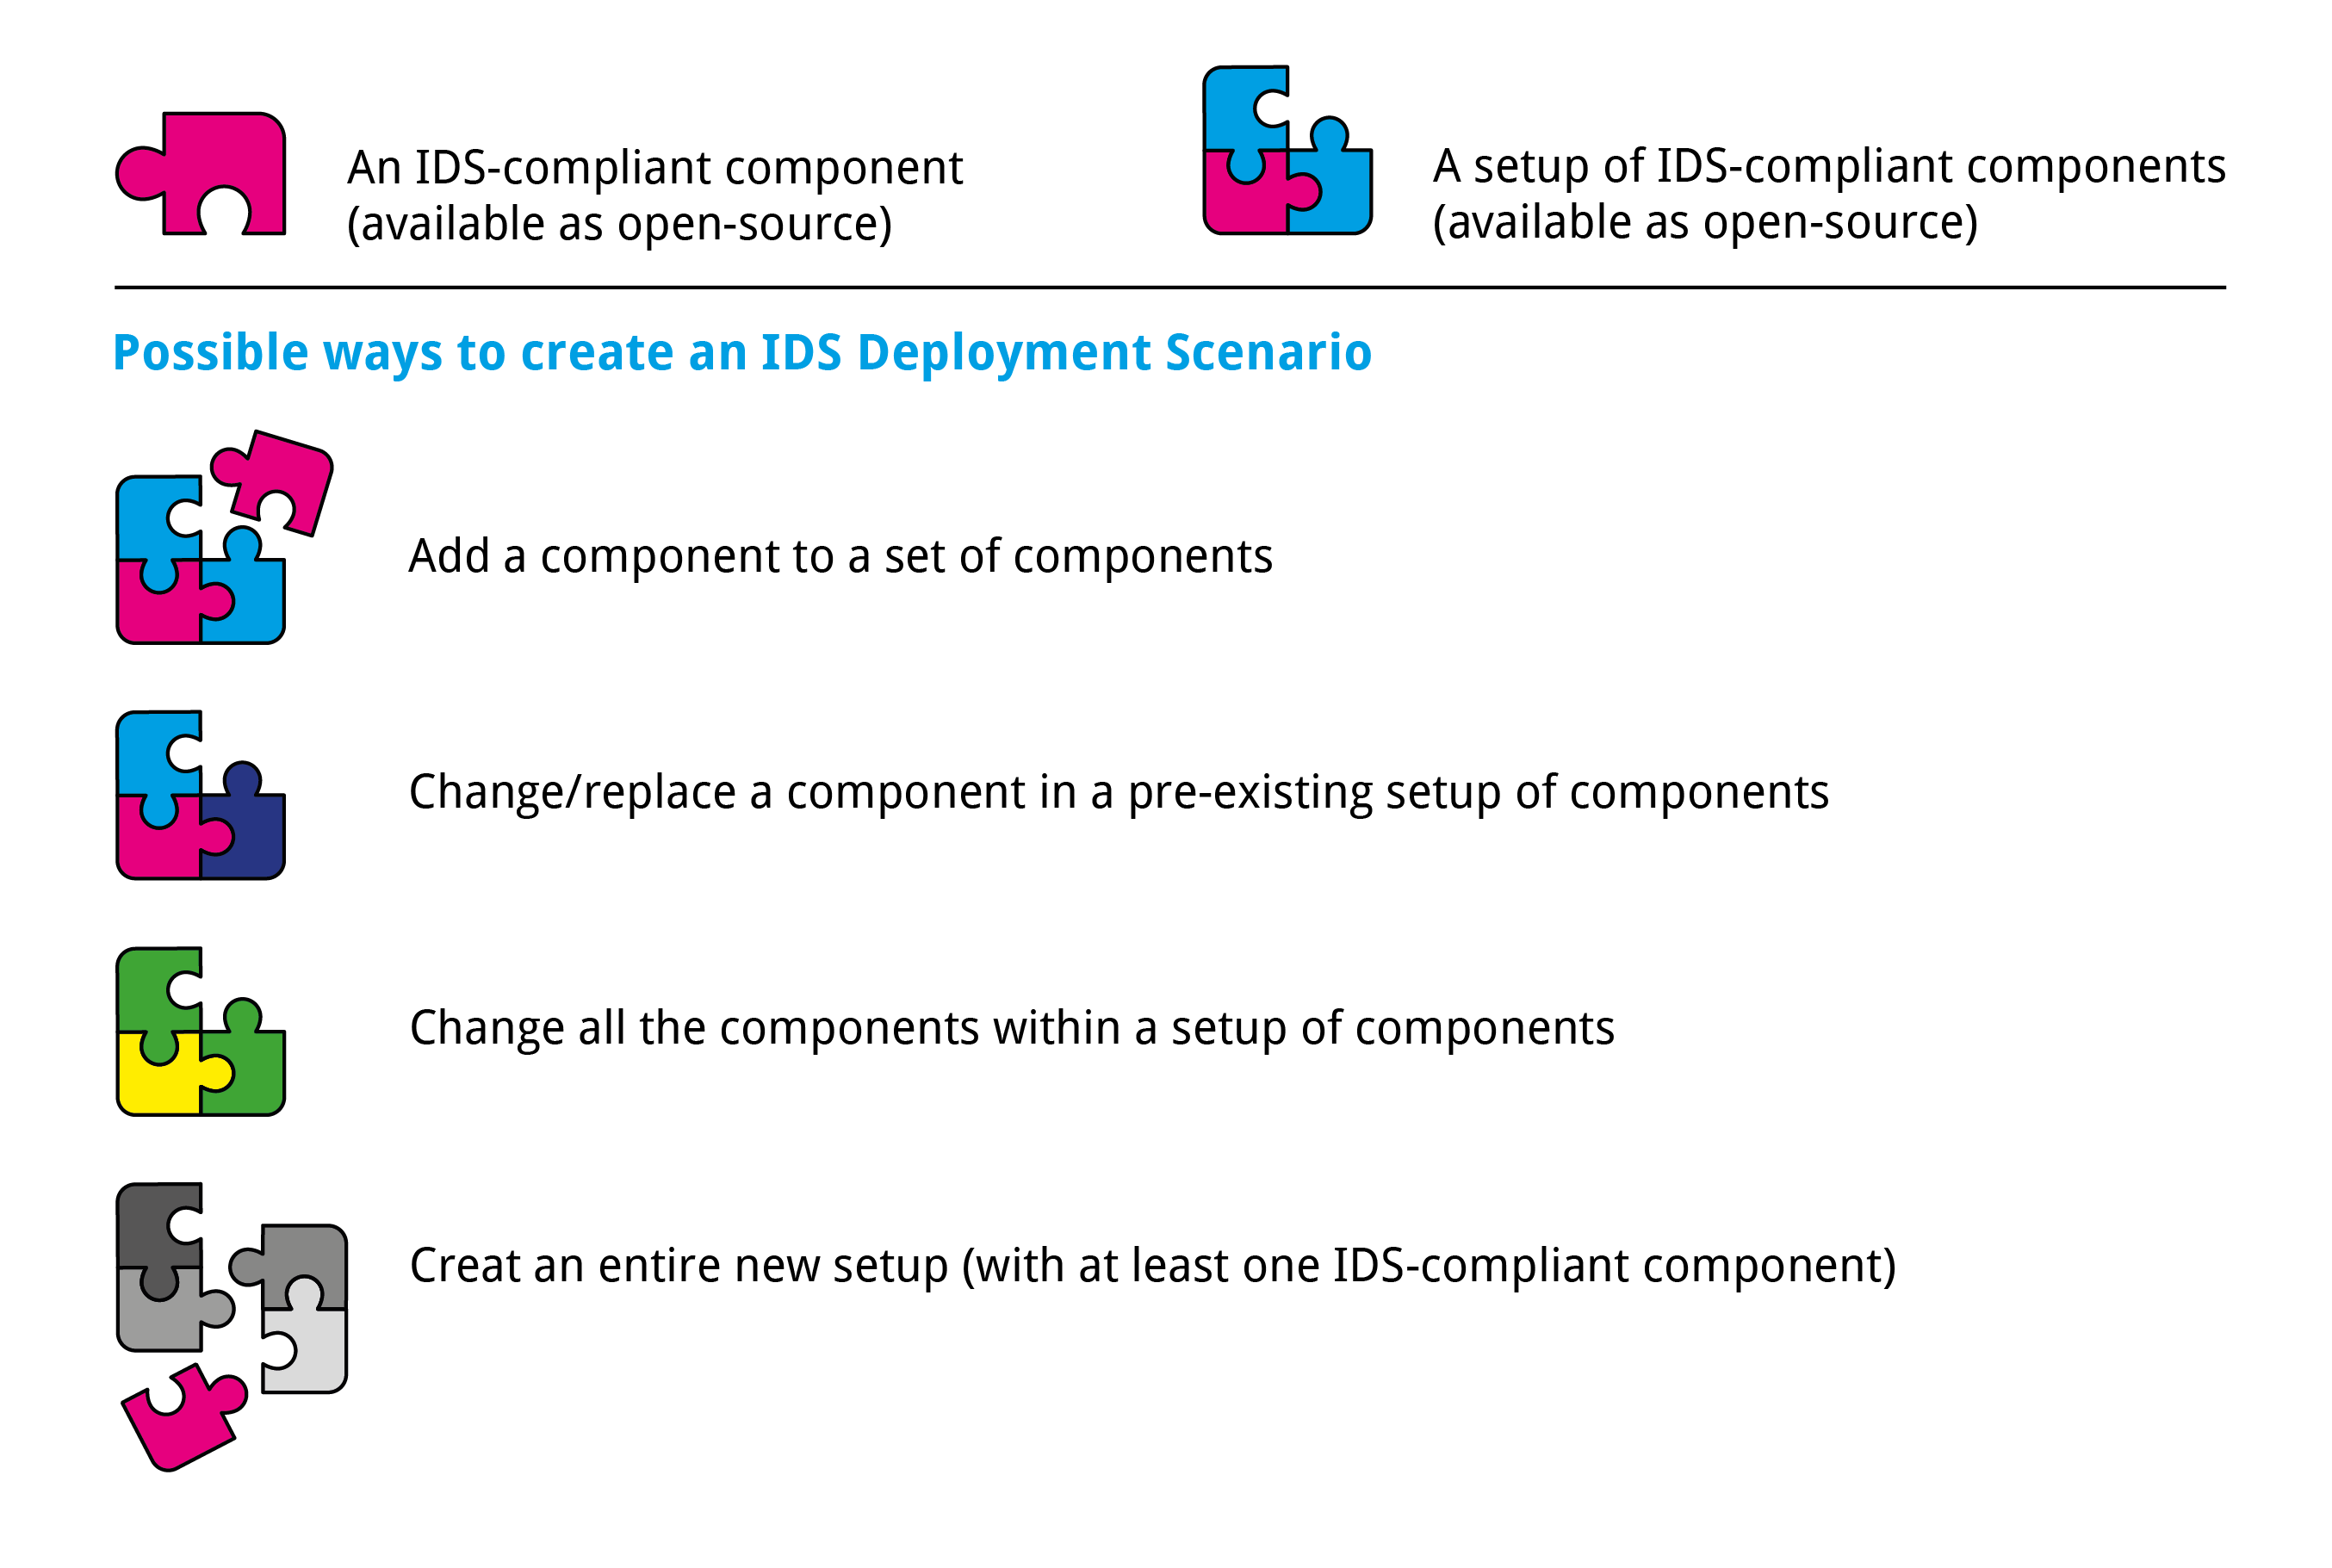 An IDS-compliant component
(available as open-source)
A setup of IDS-compliant components
(available as open-source)
Possible ways to create an IDS Deployment Scenario
Add a component to a set of components
Change/replace a component in a pre-existing setup of components
Change all the components within a setup of components
Creat an entire new setup (with at least one IDS-compliant component)